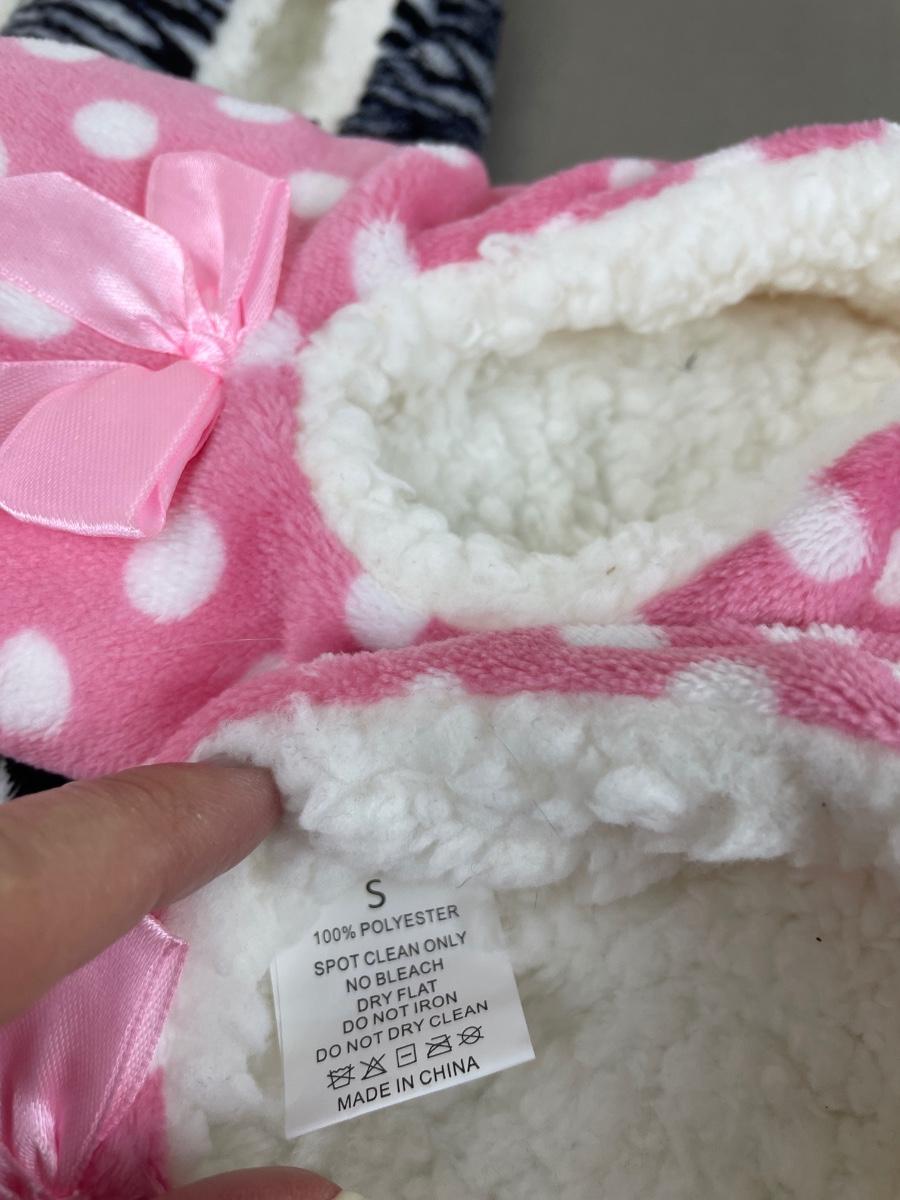 S
100% POLYESTER
SPOT CLEAN ONLY
NO BLEACH
DRY FLAT
DO NOT IRON
DO NOT DRY CLEAN
MADE IN CHINA